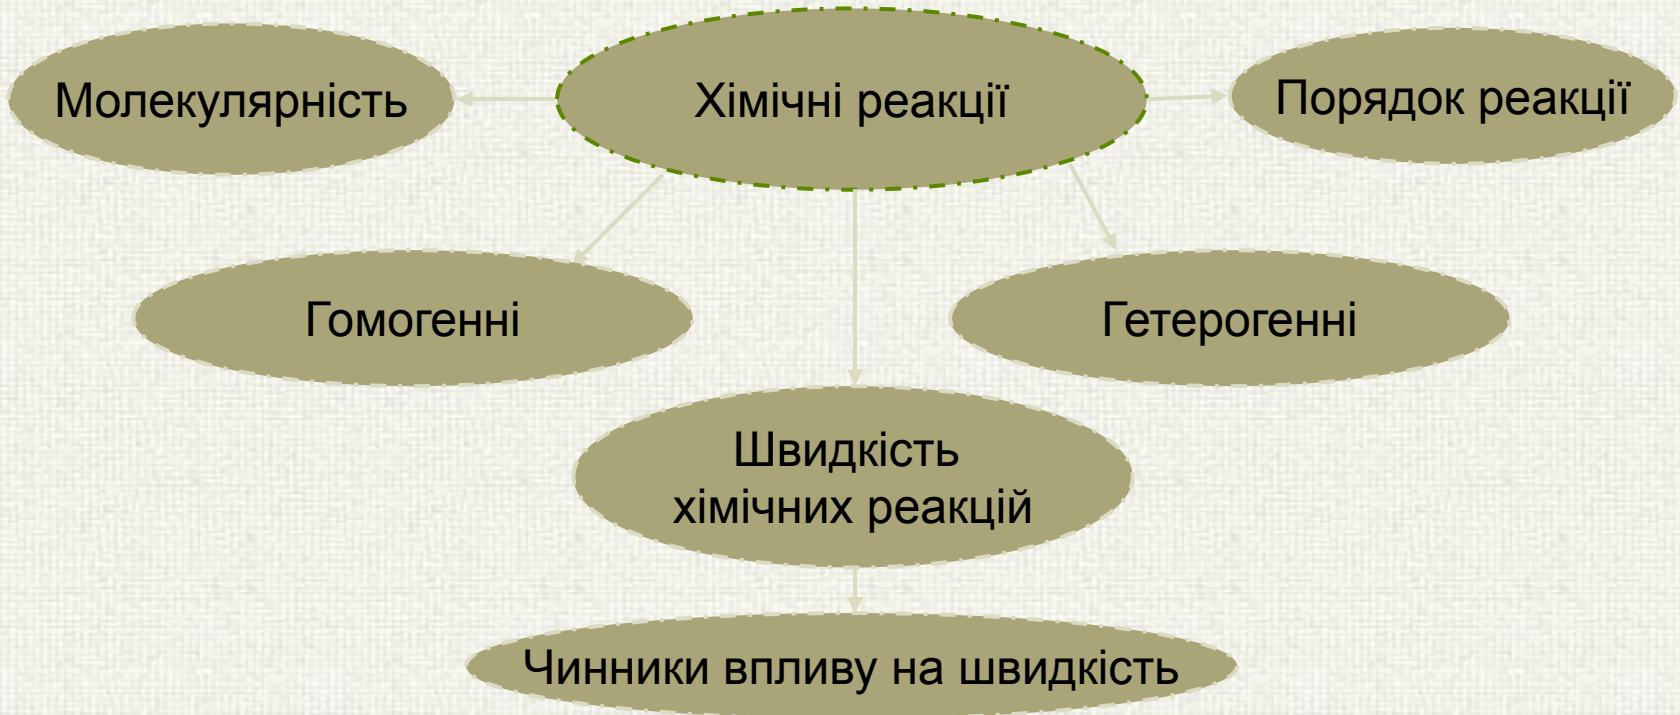 Молекулярність
Хімічні реакції
Порядок реакції
Гомогенні
Гетерогенні
Швидкість
хімічних реакцій
Чинники впливу на швидкість